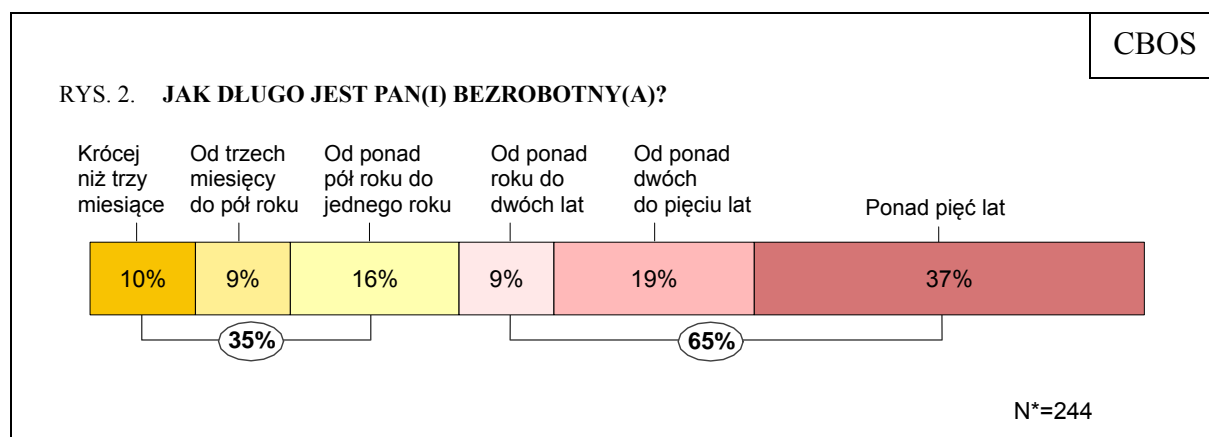 CBOS
RYS. 2. JAK DŁUGO JEST PAN(I) BEZROBOTNY(A)?
Krócej
niż trzy
miesiące
Od trzech
miesięcy
do pół roku
Od ponad
pół roku do
jednego roku
Od ponad
roku do
dwóch lat
Od ponad
dwóch
do pięciu lat
Ponad pięć lat
10%
9%
16%
9%
19%
37%
35%
65%
N*=244